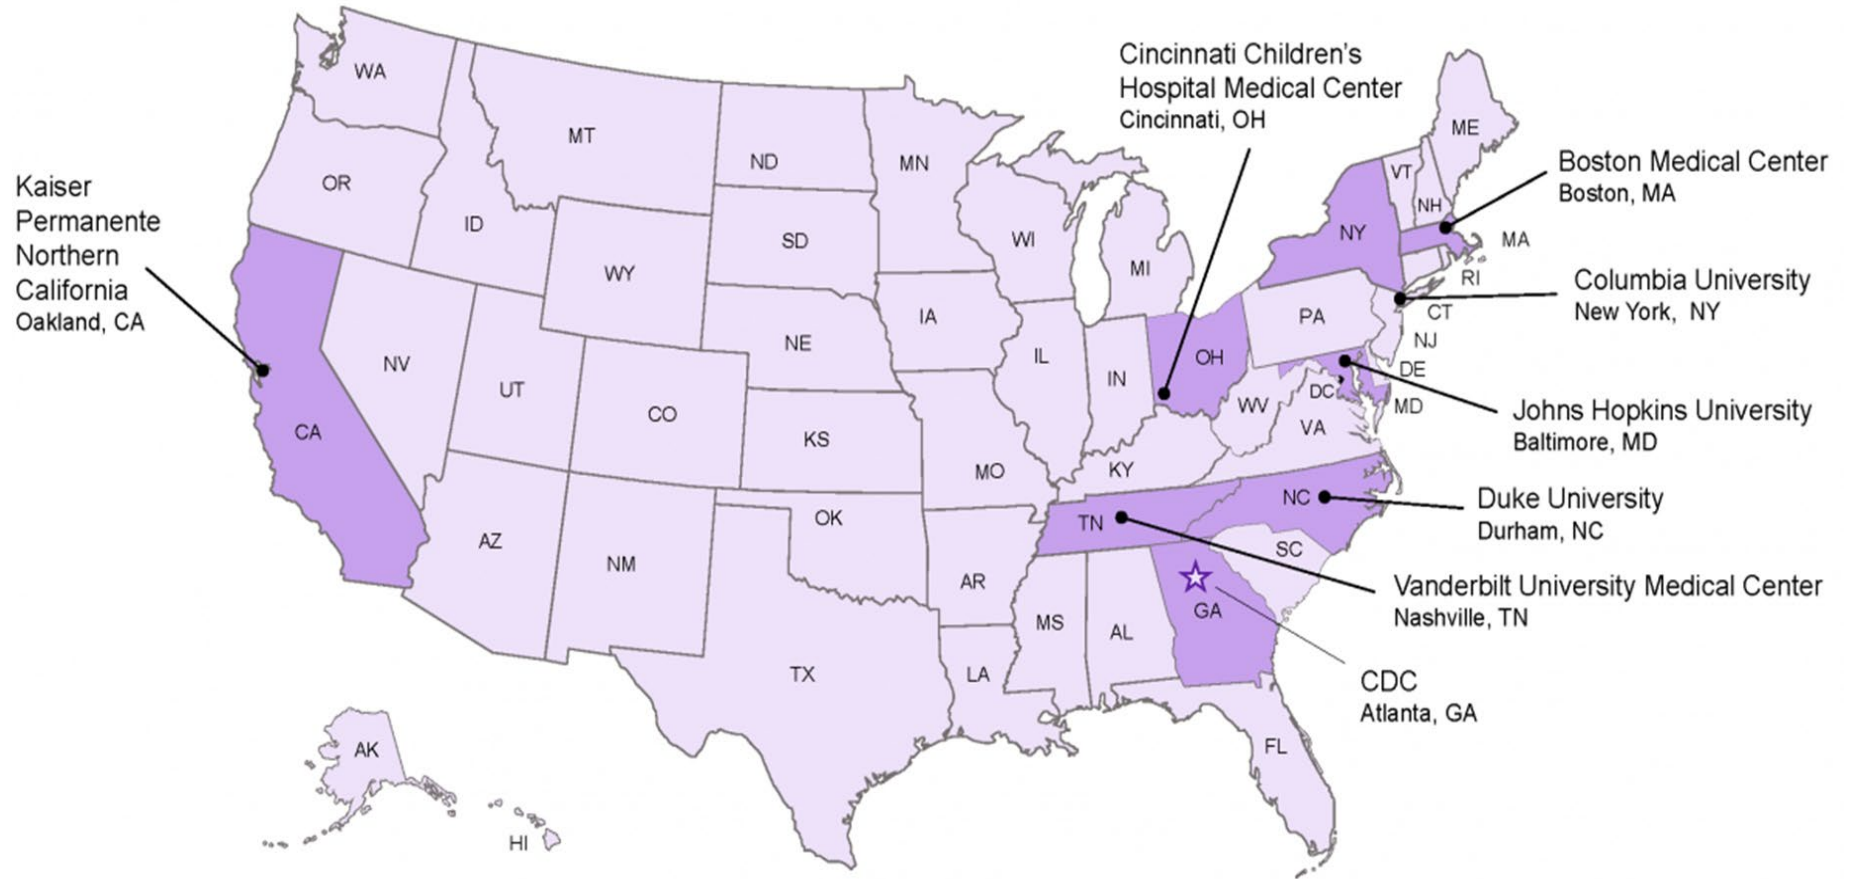 Cincinnati Children's
Hospital Medical Center
Cincinnati, OH
Boston Medical Center
Boston, MA
Kaiser
Permanente
Northern
California
Oakland, CA
Columbia University
New York, NY
Johns Hopkins University
Baltimore, MD
Duke University
Durham, NC
Vanderbilt University Medical Center
Nashville, TN
CDC
Atlanta, GA
WA
MT
ND
MN
ME
VT
NH
OR
ID
SD
WI
MI
NY
MA
WY
RI
IA
PA
CT
NE
NJ
NV
UT
IL
IN
OH
DE
CO
DC
MD
WV
CA
KS
VA
MO
KY
AZ
NM
OK
TN
NC
AR
SC
MS
AL
GA
TX
LA
AK
FL
HI